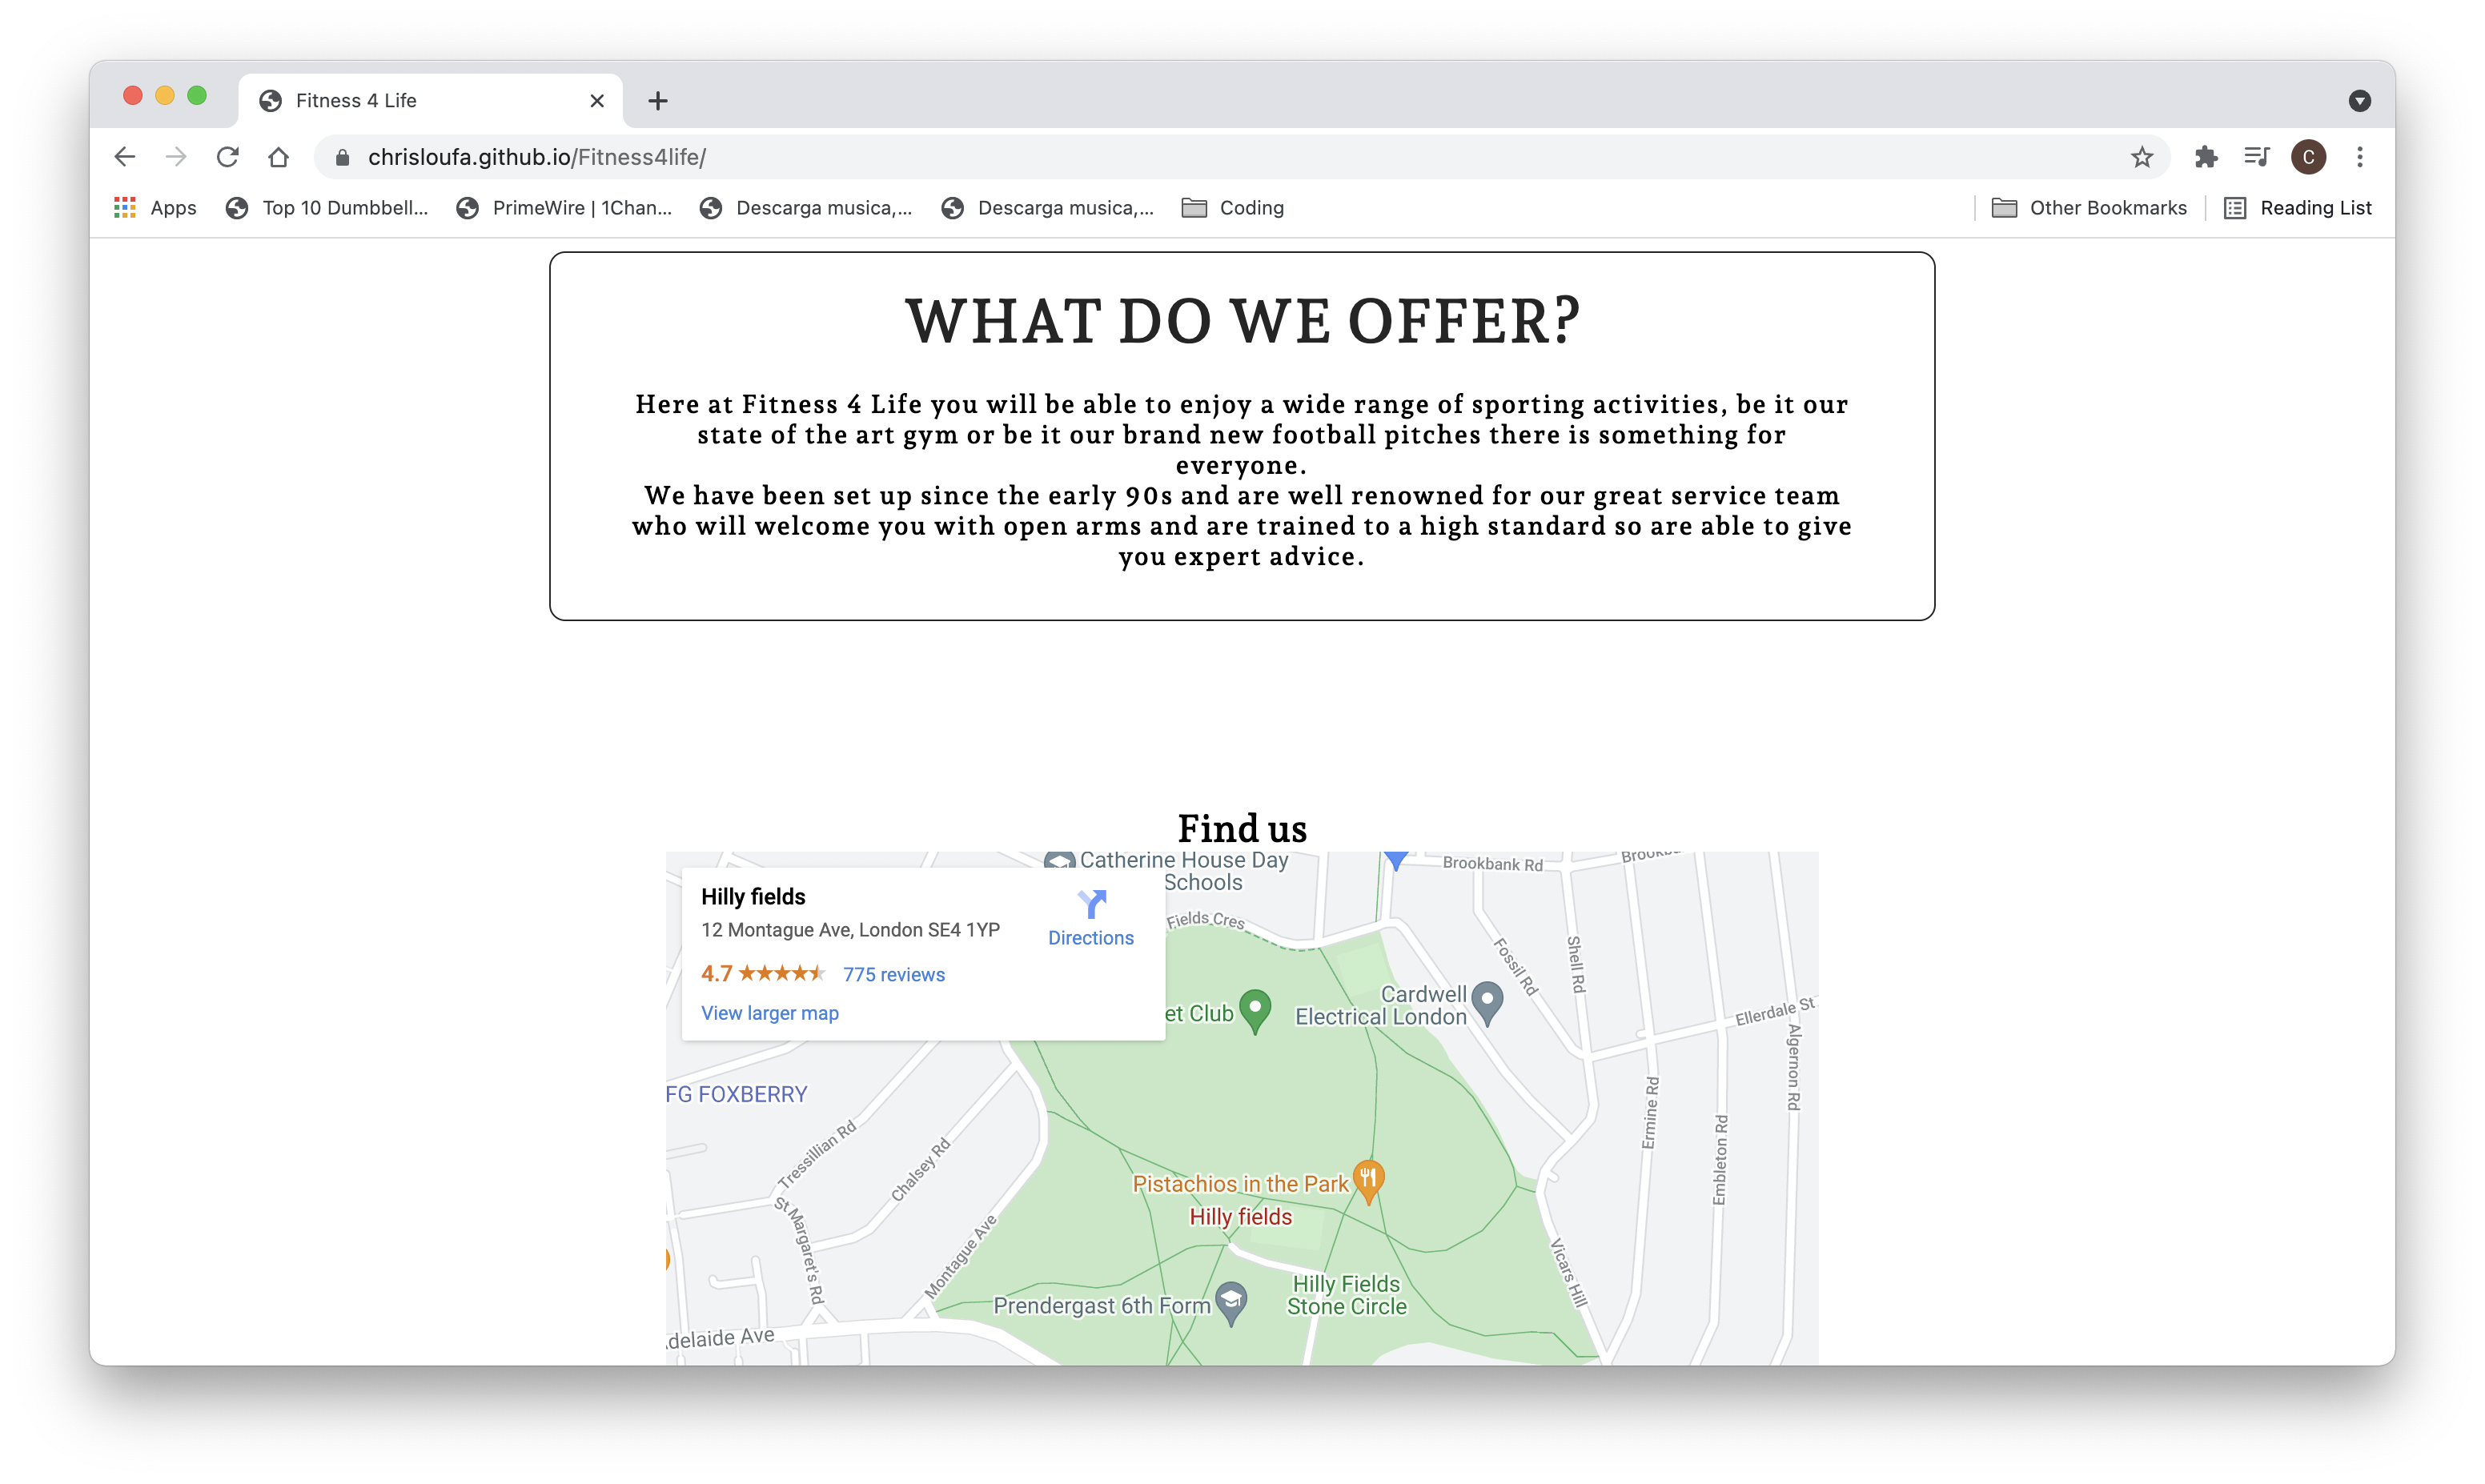 Fitness 4 Life
chrisloufa.github.io/Fitness4life/
C
Apps
Top 10 Dumbbell...
PrimeWire | 1Chan...
Descarga musica,...
Descarga musica,...
Coding
Other Bookmarks
Reading List
WHAT DO WE OFFER?
Here at Fitness 4 Life you will be able to enjoy a wide range of sporting activities, be it our
state of the art gym or be it our brand new football pitches there is something for
everyone.
We have been set up since the early 90s and are well renowned for our great service team
who will welcome you with open arms and are trained to a high standard so are able to give
you expert advice.
Find us
Catherine House Day
Schools
Brookbank Rd
Hilly fields
12 Montague Ave, London SE4 1YP
4.7
775 reviews
View larger map
Directions
Fields Cres
Fossil Rd
Shell Rd
et Club
Cardwell
Electrical London
Ellerdale St
Algernon Rd
FG FOXBERRY
Ermine Rd
Embleton Rd
Tressillian Rd
Chalsey Rd
St Margaret's Rd
Montague Ave
Pistachios in the Park
Hilly fields
Vicars Hill
Hilly Fields
Stone Circle
Prendergast 6th Form
delaide Ave